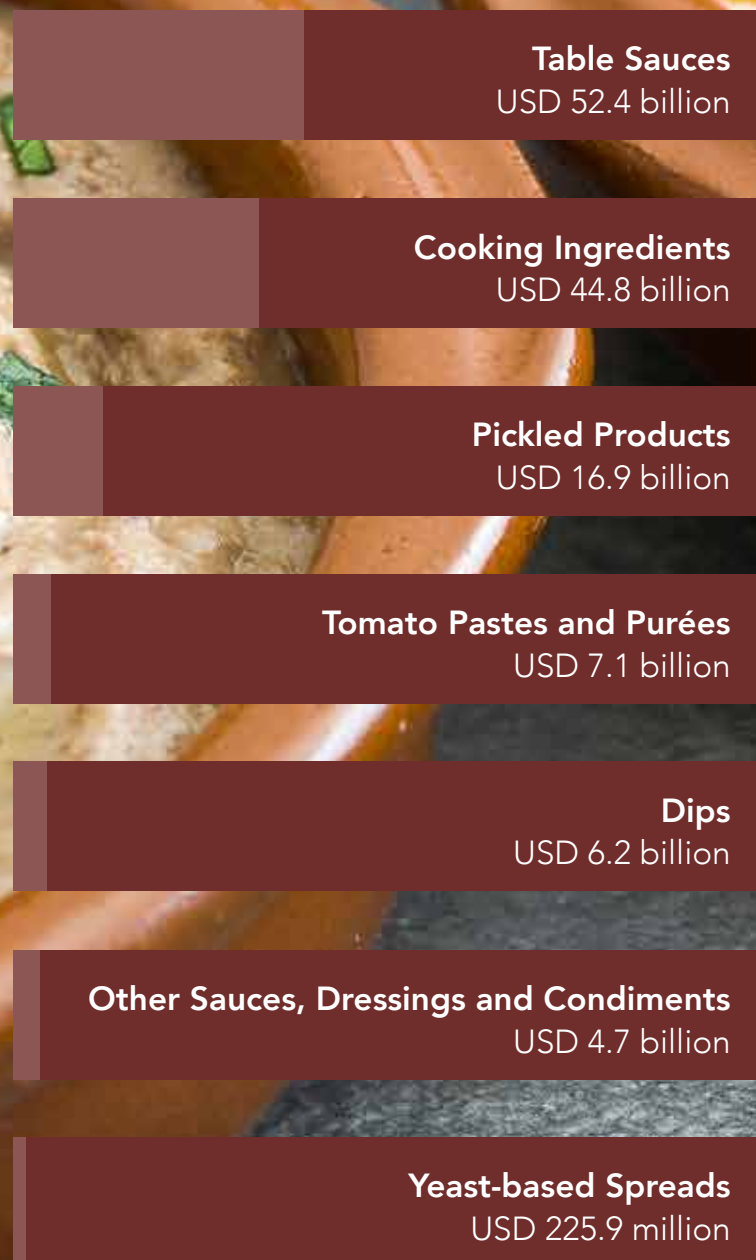 Table Sauces
USD 52.4 billion
Cooking Ingredients
USD 44.8 billion
Pickled Products
USD 16.9 billion
Tomato Pastes and Purées
USD 7.1 billion
Dips
USD 6.2 billion
Other Sauces, Dressings and Condiments
USD 4.7 billion
Yeast-based Spreads
USD 225.9 million